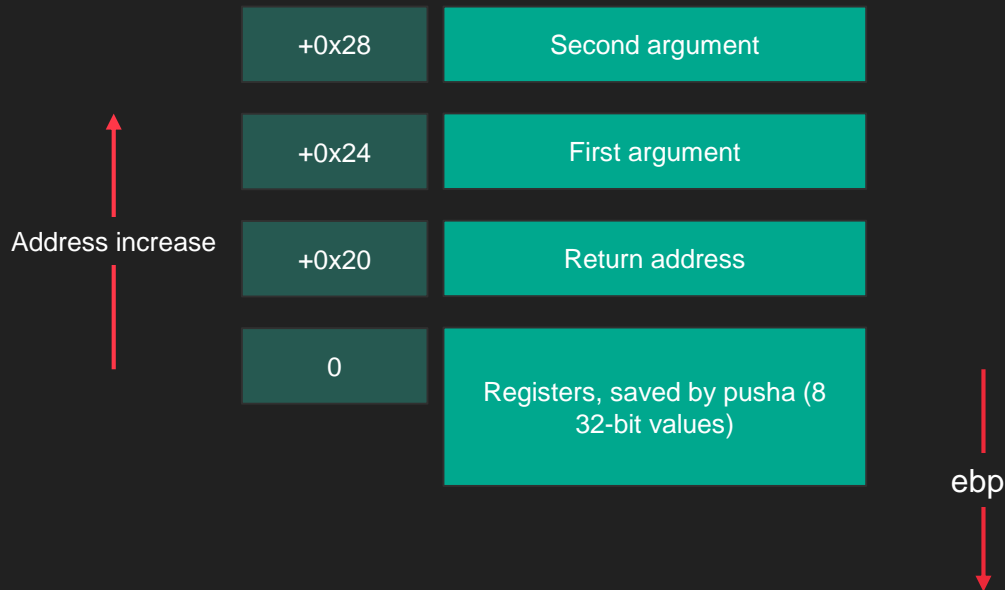 +0x28
Second argument
+0x24
First argument
Address increase
+0x20
Return address
0
Registers, saved by pusha (8
32-bit values)
ebp